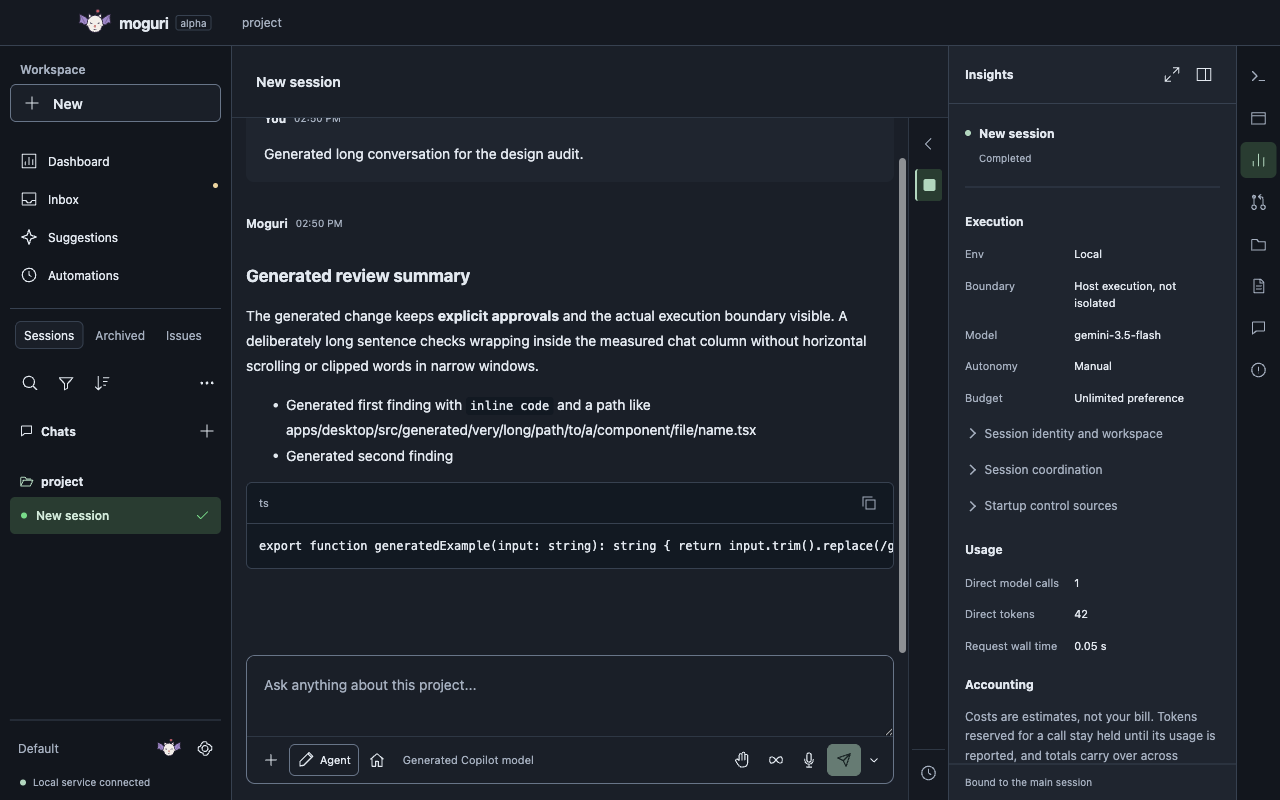 moguri alpha project
Workspace
New
Dashboard
Inbox
Suggestions
Automations
Sessions Archived Issues
Chats
project
New session
Default
Local service connected
New session
You 02:50 PM
Generated long conversation for the design audit.
Moguri 02:50 PM
Generated review summary
The generated change keeps explicit approvals and the actual execution boundary visible. A
deliberately long sentence checks wrapping inside the measured chat column without horizontal
scrolling or clipped words in narrow windows.
• Generated first finding with inline code and a path like
apps/desktop/src/generated/very/long/path/to/a/component/file/name.tsx
• Generated second finding
ts
export function generatedExample(input: string): string { return input.trim().replace(/g
Ask anything about this project...
Agent Generated Copilot model
Insights
New session
Completed
Execution
Env Local
Boundary Host execution, not
isolated
Model gemini-3.5-flash
Autonomy Manual
Budget Unlimited preference
Session identity and workspace
Session coordination
Startup control sources
Usage
Direct model calls 1
Direct tokens 42
Request wall time 0.05 s
Accounting
Costs are estimates, not your bill. Tokens
reserved for a call stay held until its usage is
reported, and totals carry over across
Bound to the main session